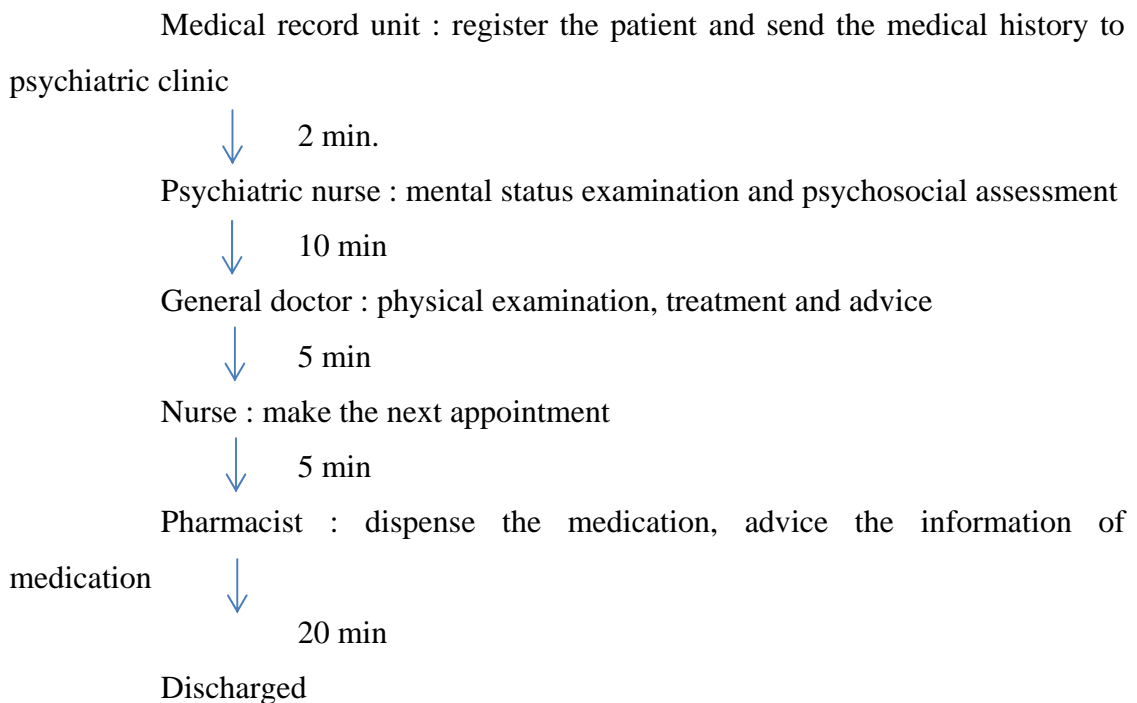 Medical record unit : register the patient and send the medical history to
psychiatric clinic
2 min.
Psychiatric nurse : mental status examination and psychosocial assessment
10 min
General doctor : physical examination, treatment and advice
5 min
Nurse : make the next appointment
5 min
Pharmacist : dispense the medication, advice the information of
medication
20 min
Discharged